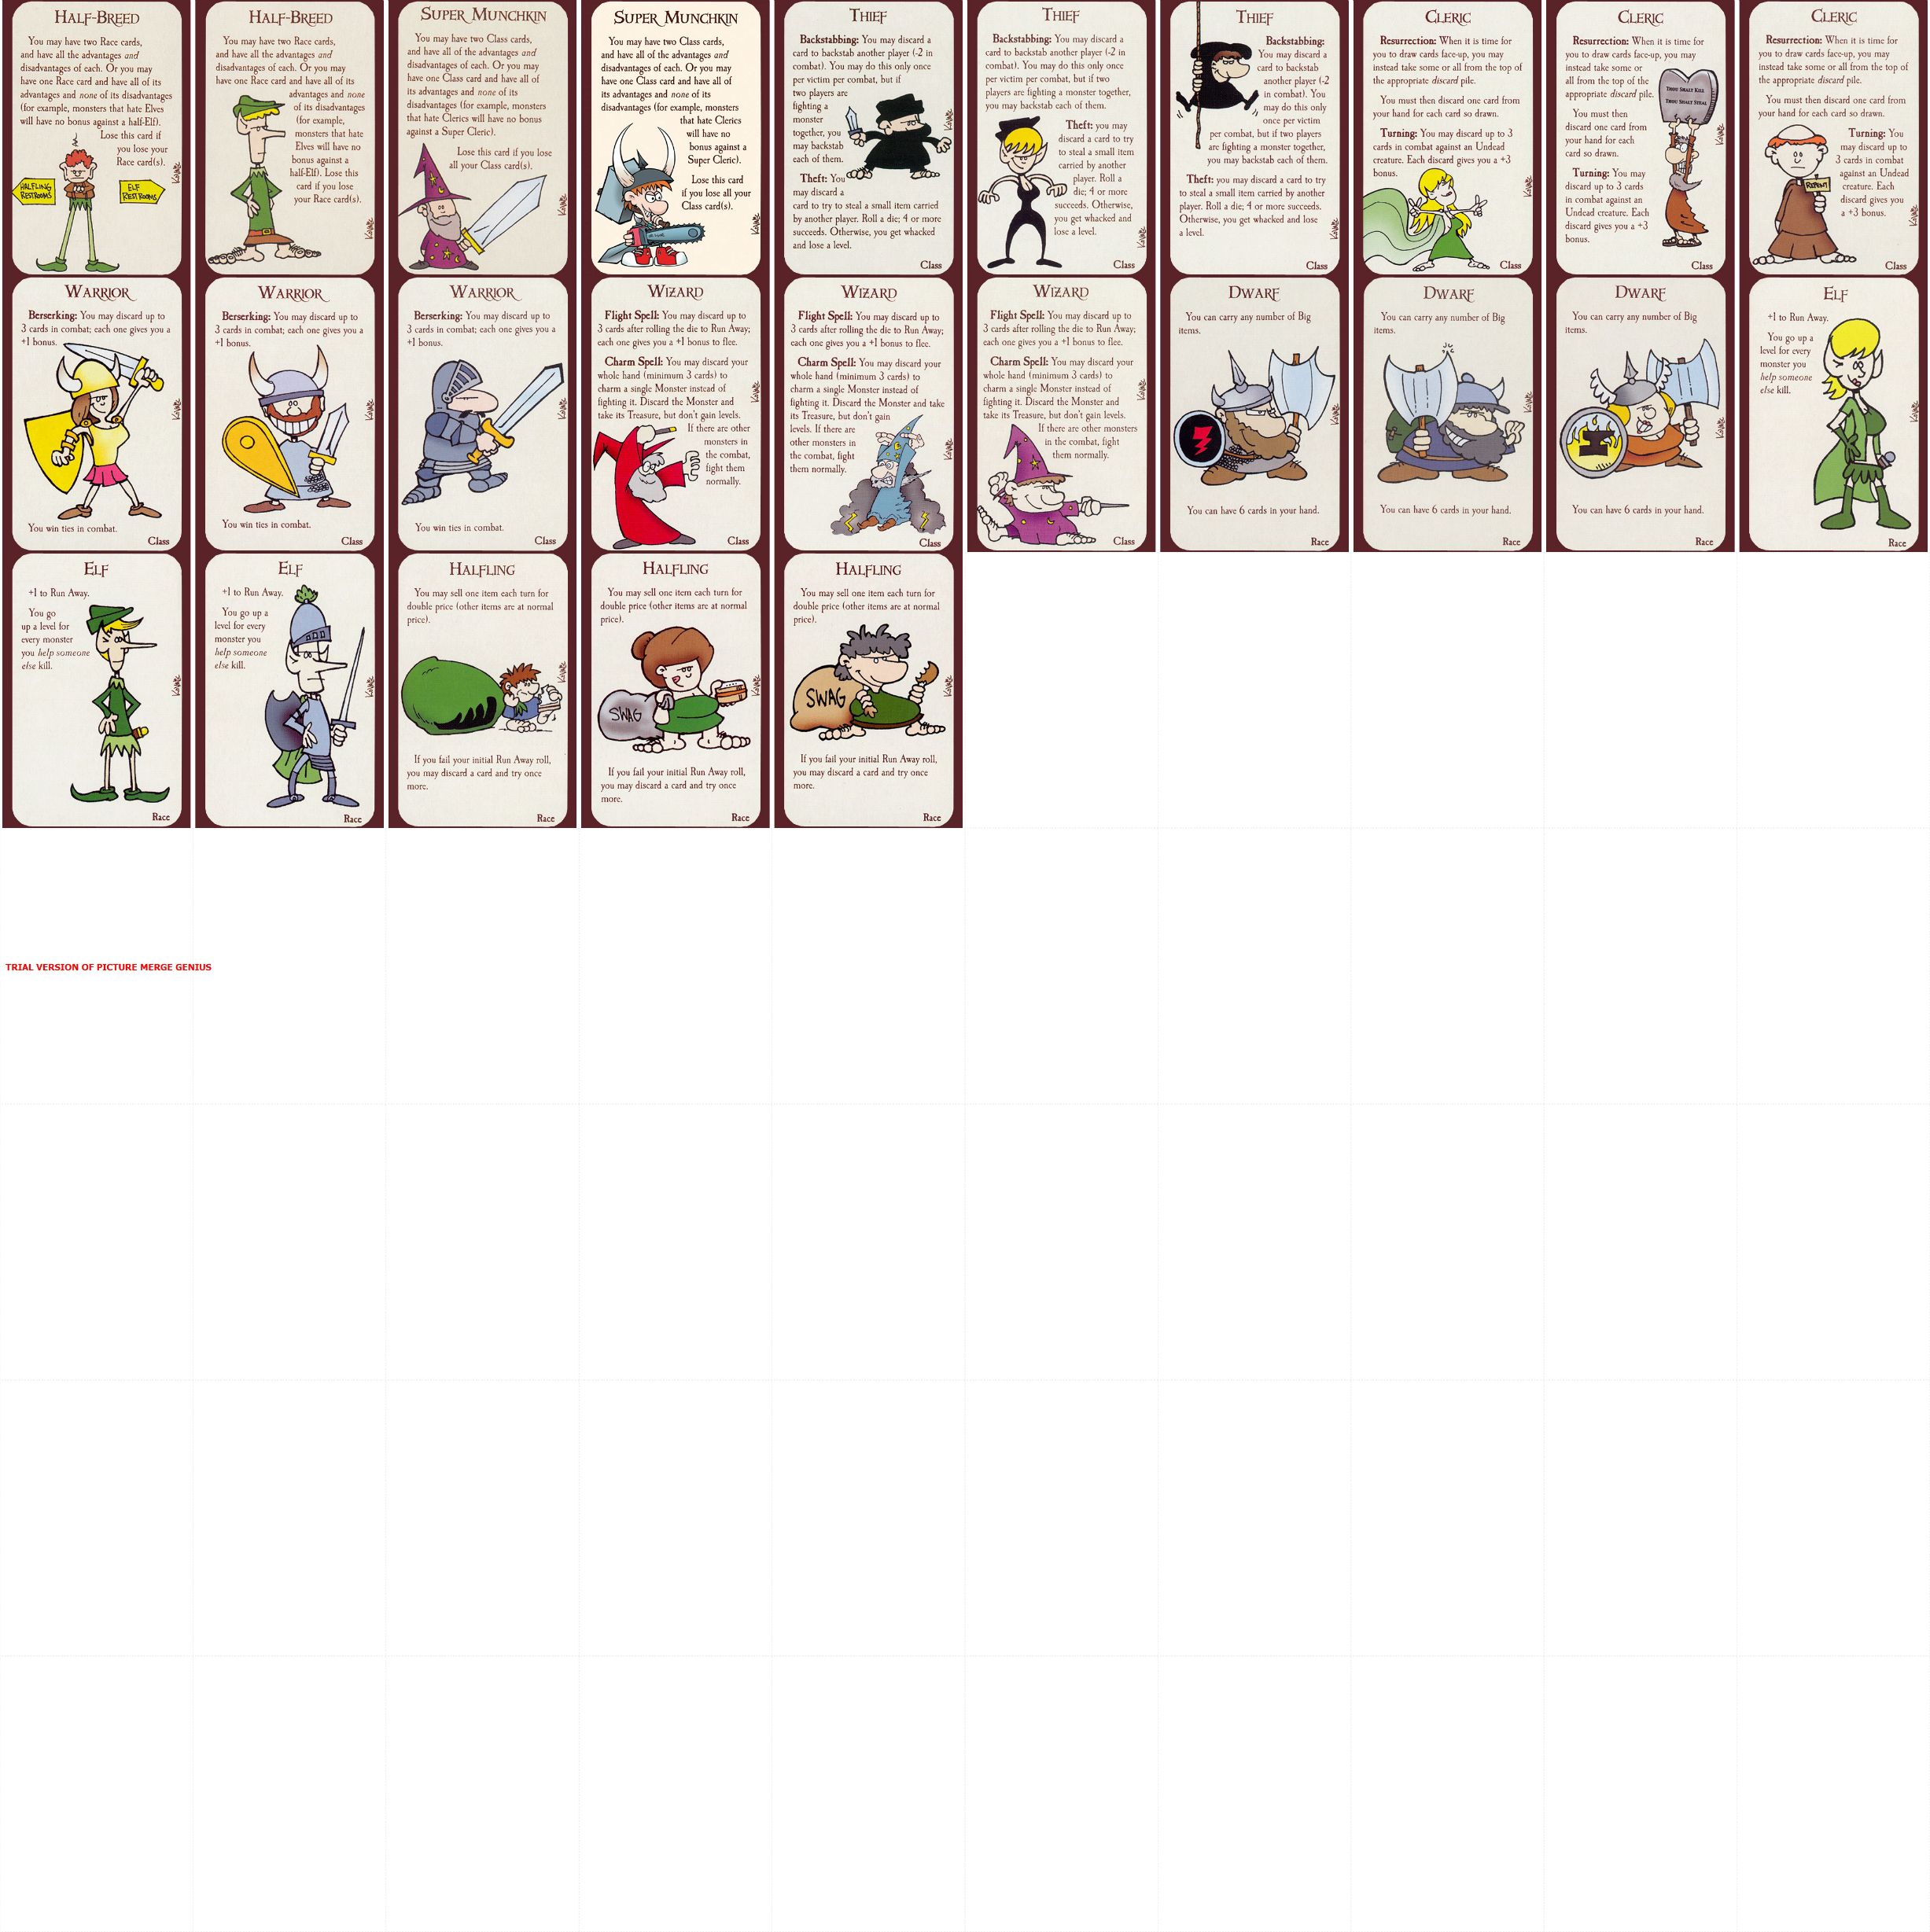 HALF-BREED
You may have two Race cards,
and have all the advantages and
disadvantages of each. Or you may
have one Race card and have all of its
advantages and none of its disadvantages
(for example, monsters that hate Elves
will have no bonus against a half-Elf).
Lose this card if
you lose your
Race card(s).
HALFLING
RESTROOMS
ELF
RESTROOMS
HALF-BREED
You may have two Race cards,
and have all the advantages and
disadvantages of each. Or you may
have one Race card and have all of its
advantages and none
of its disadvantages
(for example,
monsters that hate
Elves will have no
bonus against a
half-Elf). Lose this
card if you lose
your Race card(s).
SUPER MUNCHKIN
You may have two Class cards,
and have all of the advantages and
disadvantages of each. Or you may
have one Class card and have all of
its advantages and none of its
disadvantages (for example, monsters
that hate Clerics will have no bonus
against a Super Cleric).
Lose this card if you lose
all your Class card(s).
SUPER MUNCHKIN
You may have two Class cards,
and have all of the advantages and
disadvantages of each. Or you may
have one Class card and have all of
its advantages and none of its
disadvantages (for example, monsters
that hate Clerics
will have no
bonus against a
Super Cleric).
Lose this card
if you lose all your
Class card(s).
THIEF
Backstabbing: You may discard a
card to backstab another player (-2 in
combat). You may do this only once
per victim per combat, but if
two players are
fighting a
monster
together, you
may backstab
each of them.
Theft: You
may discard a
card to try to steal a small item carried
by another player. Roll a die; 4 or more
succeeds. Otherwise, you get whacked
and lose a level.
Class
THIEF
Backstabbing: You may discard a
card to backstab another player (-2 in
combat). You may do this only once
per victim per combat, but if two
players are fighting a monster together,
you may backstab each of them.
Theft: you may
discard a card to try
to steal a small item
carried by another
player. Roll a
die; 4 or more
succeeds. Otherwise,
you get whacked and
lose a level.
Class
THIEF
Backstabbing:
You may discard a
card to backstab
another player (-2
in combat). You
may do this only
once per victim
per combat, but if two players
are fighting a monster together,
you may backstab each of them.
Theft: you may discard a card to try
to steal a small item carried by another
player. Roll a die; 4 or more succeeds.
Otherwise, you get whacked and lose
a level.
Class
CLERIC
Resurrection: When it is time for
you to draw cards face-up, you may
instead take some or all from the top of
the appropriate discard pile.
You must then discard one card from
your hand for each card so drawn.
Turning: You may discard up to 3
cards in combat against an Undead
creature. Each discard gives you a +3
bonus.
Class
CLERIC
Resurrection: When it is time for
you to draw cards face-up, you may
instead take some or
all from the top of the
appropriate discard pile.
You must then
discard one card from
your hand for each
card so drawn.
Turning: You may
discard up to 3 cards
in combat against an
Undead creature. Each
discard gives you a +3
bonus.
THOU SHALT KILL
THOU SHALT STEAL
Class
CLERIC
Resurrection: When it is time for
you to draw cards face-up, you may
instead take some or all from the top of
the appropriate discard pile.
You must then discard one card from
your hand for each card so drawn.
Turning: You
may discard up to
3 cards in combat
against an Undead
creature. Each
discard gives you
a +3 bonus.
REPENT
Class
WARRIOR
Berserking: You may discard up to
3 cards in combat; each one gives you a
+1 bonus.
You win ties in combat.
Class
WARRIOR
Berserking: You may discard up to
3 cards in combat; each one gives you a
+1 bonus.
You win ties in combat.
Class
WARRIOR
Berserking: You may discard up to
3 cards in combat; each one gives you a
+1 bonus.
You win ties in combat.
Class
WIZARD
Flight Spell: You may discard up to
3 cards after rolling the die to Run Away;
each one gives you a +1 bonus to flee.
Charm Spell: You may discard your
whole hand (minimum 3 cards) to
charm a single Monster instead of
fighting it. Discard the Monster and
take its Treasure, but don't gain levels.
If there are other
monsters in
the combat,
fight them
normally.
Class
WIZARD
Flight Spell: You may discard up to
3 cards after rolling the die to Run Away;
each one gives you a +1 bonus to flee.
Charm Spell: You may discard your
whole hand (minimum 3 cards) to
charm a single Monster instead of
fighting it. Discard the Monster and take
its Treasure, but don't gain
levels. If there are
other monsters in
the combat, fight
them normally.
Class
WIZARD
Flight Spell: You may discard up to
3 cards after rolling the die to Run Away;
each one gives you a +1 bonus to flee.
Charm Spell: You may discard your
whole hand (minimum 3 cards) to
charm a single Monster instead of
fighting it. Discard the Monster and
take its Treasure, but don't gain levels.
If there are other monsters
in the combat, fight
them normally.
Class
DWARF
You can carry any number of Big
items.
You can have 6 cards in your hand.
Race
DWARF
You can carry any number of Big
items.
You can have 6 cards in your hand.
Race
DWARF
You can carry any number of Big
items.
You can have 6 cards in your hand.
Race
ELF
+1 to Run Away.
You go up a
level for every
monster you
help someone
else kill.
Race
ELF
+1 to Run Away.
You go
up a level for
every monster
you help someone
else kill.
Race
ELF
+1 to Run Away.
You go up a
level for every
monster you
help someone
else kill.
Race
HALFLING
You may sell one item each turn for
double price (other items are at normal
price).
If you fail your initial Run Away roll,
you may discard a card and try once
more.
Race
HALFLING
You may sell one item each turn for
double price (other items are at normal
price).
SWAG
If you fail your initial Run Away roll,
you may discard a card and try once
more.
Race
HALFLING
You may sell one item each turn for
double price (other items are at normal
price).
SWAG
If you fail your initial Run Away roll,
you may discard a card and try once
more.
Race
TRIAL VERSION OF PICTURE MERGE GENIUS